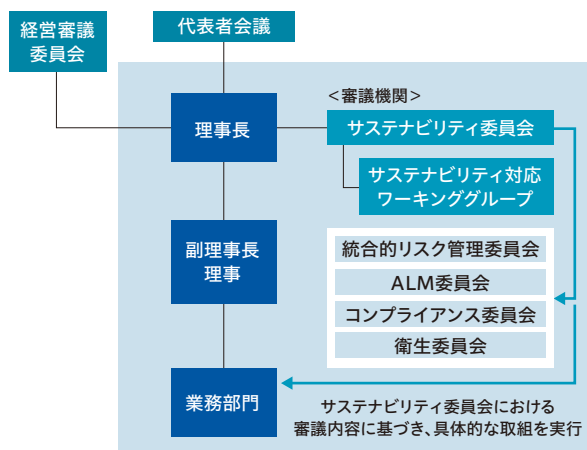 経営審議
委員会
代表者会議
理事長
＜審議機関＞
サステナビリティ委員会
サステナビリティ対応
ワーキンググループ
副理事長
理事
統合的リスク管理委員会
ALM委員会
コンプライアンス委員会
衛生委員会
業務部門
サステナビリティ委員会における
審議内容に基づき、具体的な取組を実行